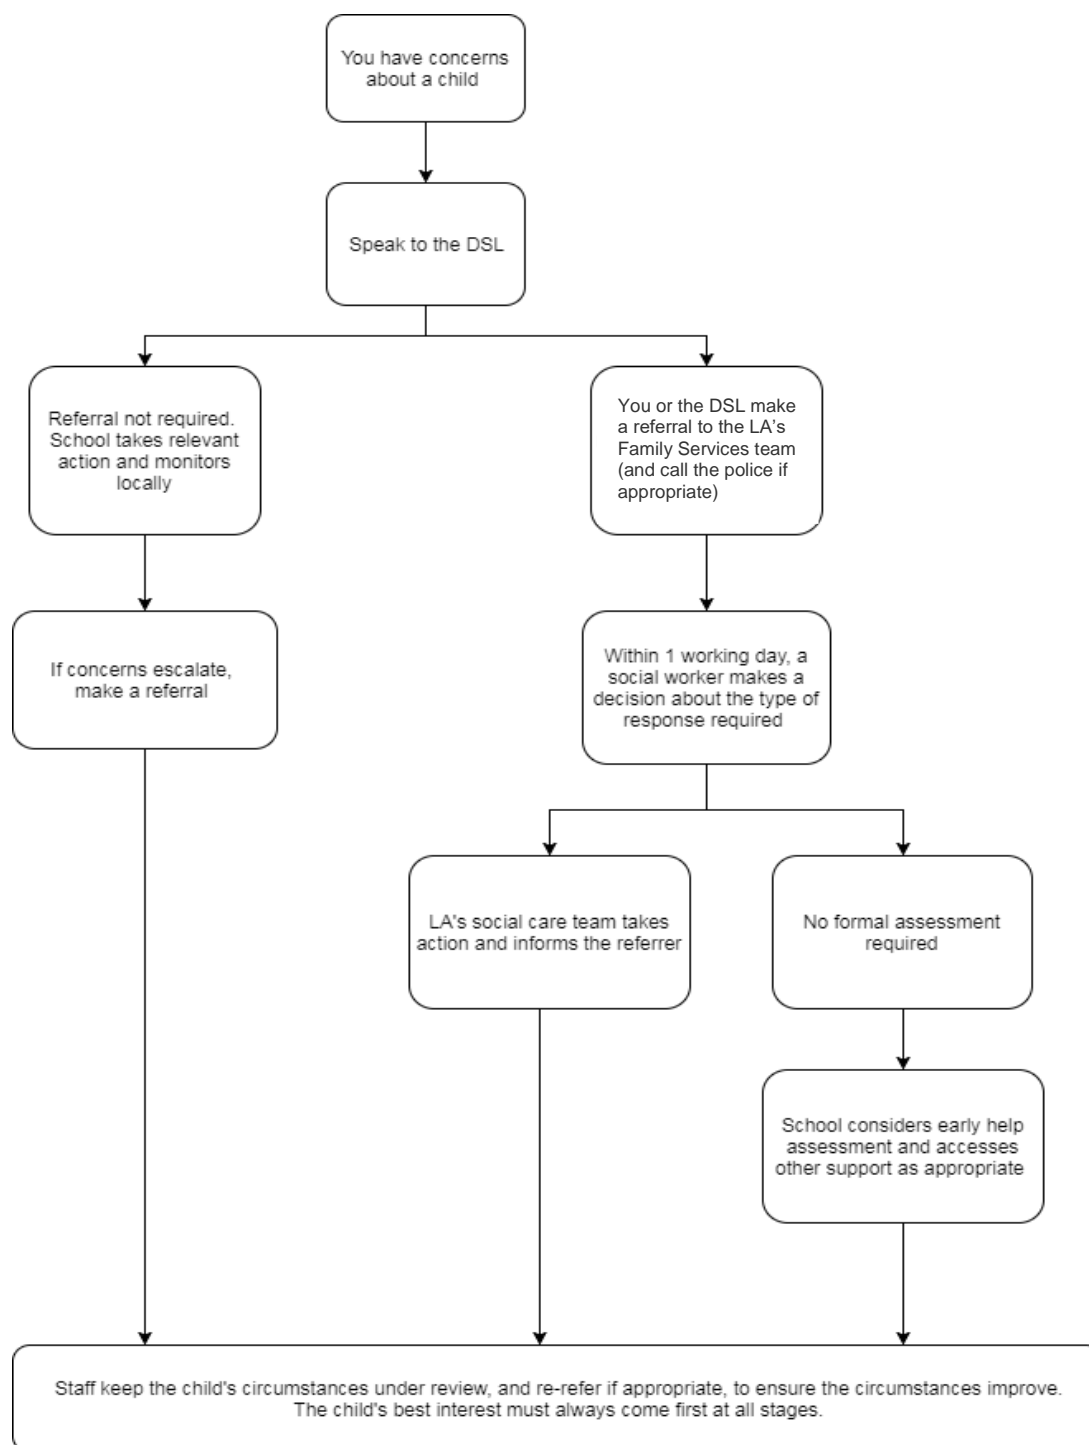 You have concerns
about a child
Speak to the DSL
Referral not required.
School takes relevant
action and monitors
locally
You or the DSL make
a referral to the LA’s
Family Services team
(and call the police if
appropriate)
If concerns escalate,
make a referral
Within 1 working day, a
social worker makes a
decision about the type of
response required
LA's social care team takes
action and informs the referrer
No formal assessment
required
School considers early help
assessment and accesses
other support as appropriate
Staff keep the child's circumstances under review, and re-refer if appropriate, to ensure the circumstances improve.
The child's best interest must always come first at all stages.